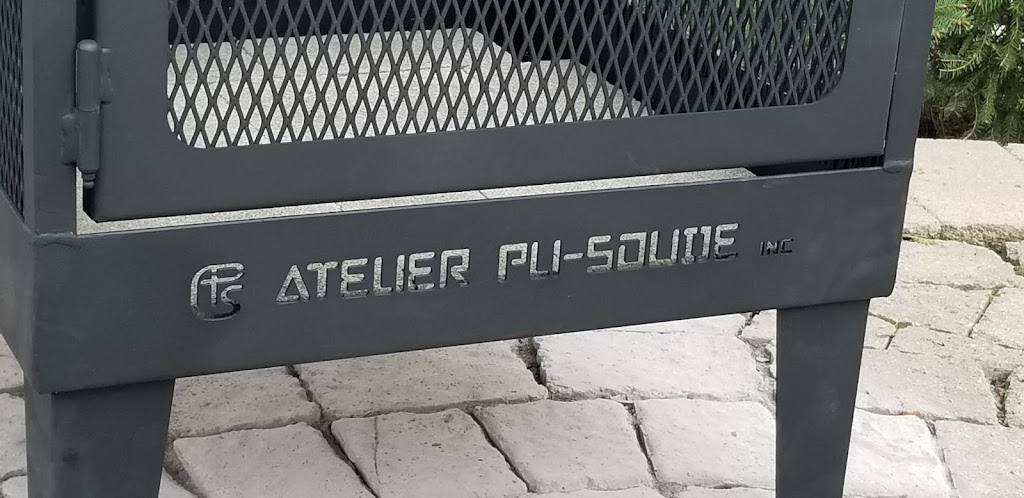 ATELIER PLI-SOUDE INC